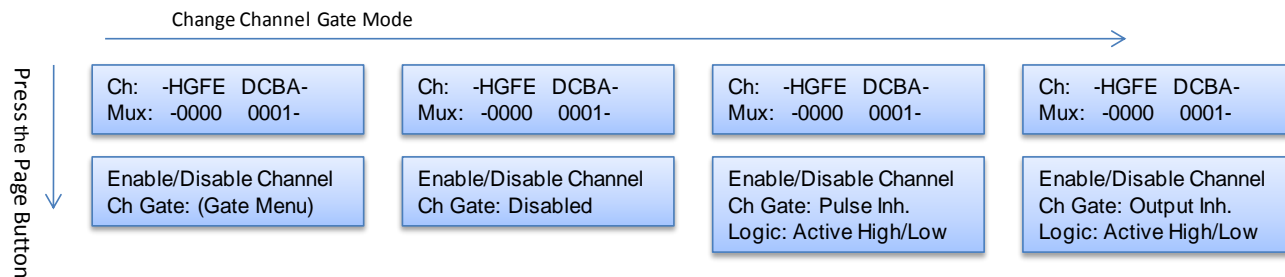 Change Channel Gate Mode
Press the Page Button
Ch: -HGFE DCBA-
Mux: -0000 0001-
Ch: -HGFE DCBA-
Mux: -0000 0001-
Ch: -HGFE DCBA-
Mux: -0000 0001-
Ch: -HGFE DCBA-
Mux: -0000 0001-
Enable/Disable Channel
Ch Gate: (Gate Menu)
Enable/Disable Channel
Ch Gate: Disabled
Enable/Disable Channel
Ch Gate: Pulse Inh.
Logic: Active High/Low
Enable/Disable Channel
Ch Gate: Output Inh.
Logic: Active High/Low